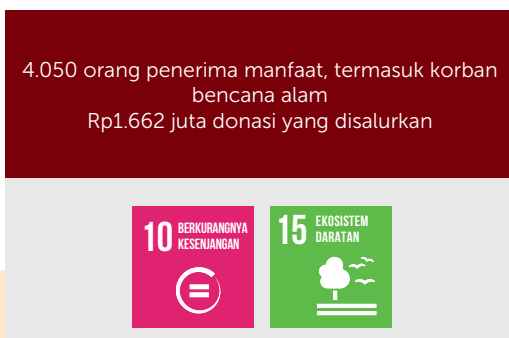 4.050 orang penerima manfaat, termasuk korban
bencana alam
Rp1.662 juta donasi yang disalurkan
10 BERKURANGNYA
KESENJANGAN
15 EKOSISTEM
DARATAN